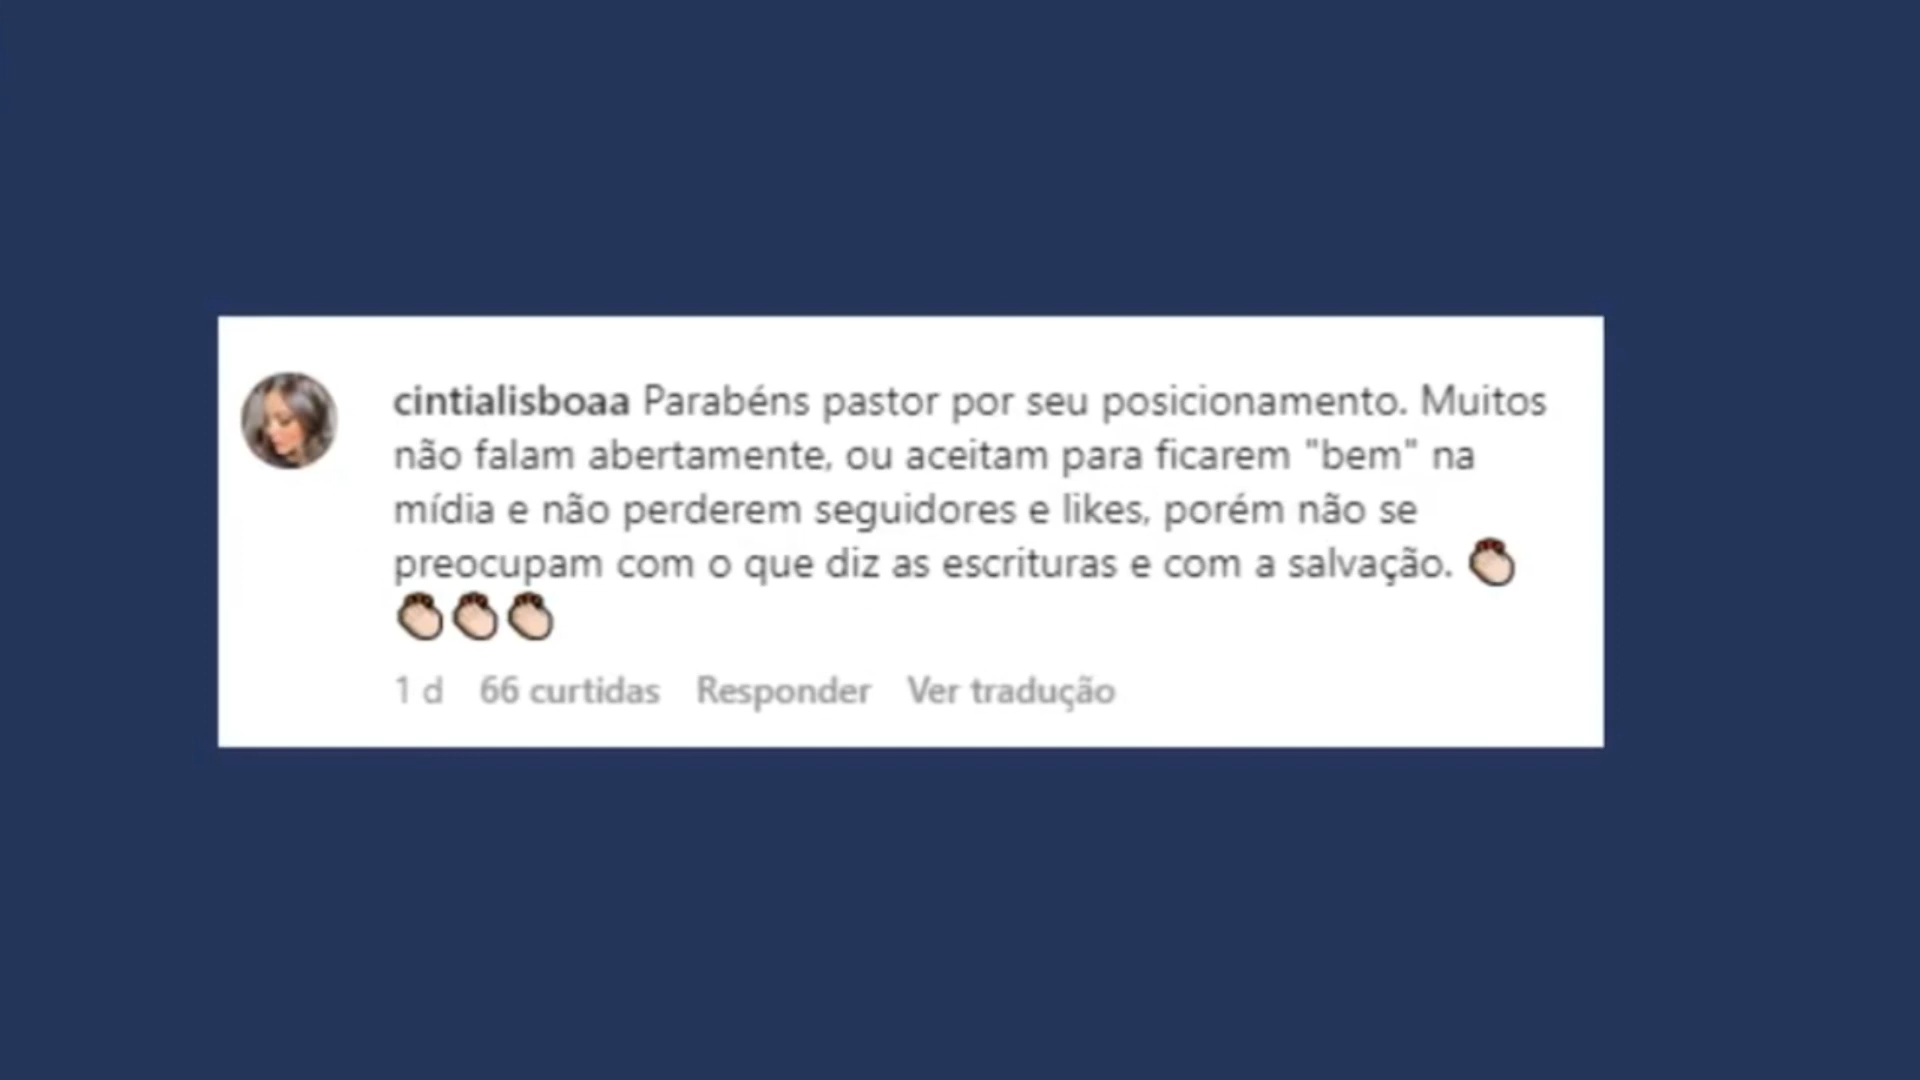 cintialisboaa Parabéns pastor por seu posicionamento. Muitos
não falam abertamente, ou aceitam para ficarem "bem" na
mídia e não perderem seguidores e likes, porém não se
preocupam com o que diz as escrituras e com a salvação. 👏🏻
👏🏻👏🏻👏🏻
1 d 66 curtidas Responder Ver tradução